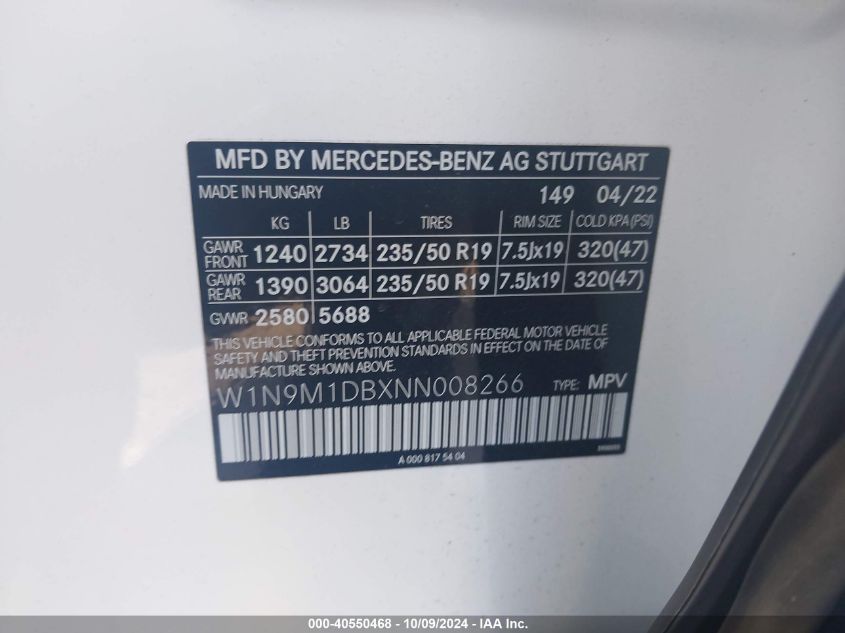 MFD BY MERCEDES-BENZ AG STUTTGART
MADE IN HUNGARY 149 04/22
KG LB TIRES RIM SIZE COLD KPA (PSI)
GAWR FRONT 1240 2734 235/50 R19 7.5Jx19 320(47)
GAWR REAR 1390 3064 235/50 R19 7.5Jx19 320(47)
GVWR 2580 5688
THIS VEHICLE CONFORMS TO ALL APPLICABLE FEDERAL MOTOR VEHICLE
SAFETY AND THEFT PREVENTION STANDARDS IN EFFECT ON THE DATE OF
MANUFACTURE SHOWN ABOVE.
W1N9M1DBXNN008266 TYPE: MPV
A 000 817 54 04
000-40550468 - 10/09/2024 - IAA Inc.